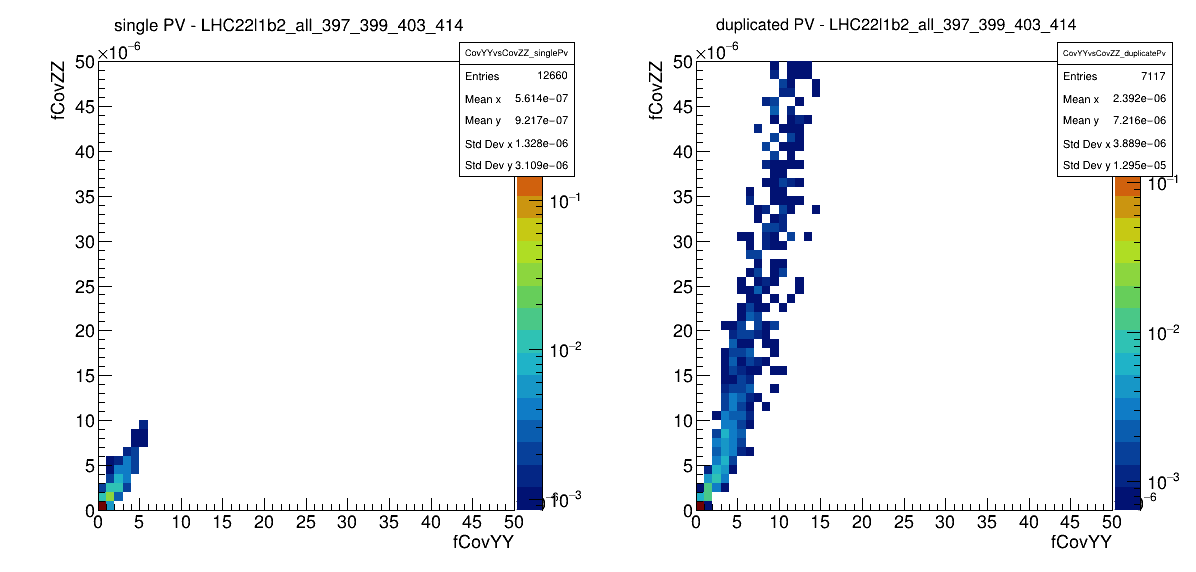 single PV - LHC22l1b2_all_397_399_403_414
×10⁻⁶
fCovZZ
50
45
40
35
30
25
20
15
10
5
0
0 5 10 15 20 25 30 35 40 45 50
fCovYY
CovYYvsCovZZ_singlePv
Entries 12660
Mean x 5.614e−07
Mean y 9.217e−07
Std Dev x 1.328e−06
Std Dev y 3.109e−06
10⁻¹
10⁻²
10⁻³
duplicated PV - LHC22l1b2_all_397_399_403_414
×10⁻⁶
fCovZZ
50
45
40
35
30
25
20
15
10
5
0
0 5 10 15 20 25 30 35 40 45 50
fCovYY
CovYYvsCovZZ_duplicatePv
Entries 7117
Mean x 2.392e−06
Mean y 7.216e−06
Std Dev x 3.889e−06
Std Dev y 1.295e−05
10⁻¹
10⁻²
10⁻³